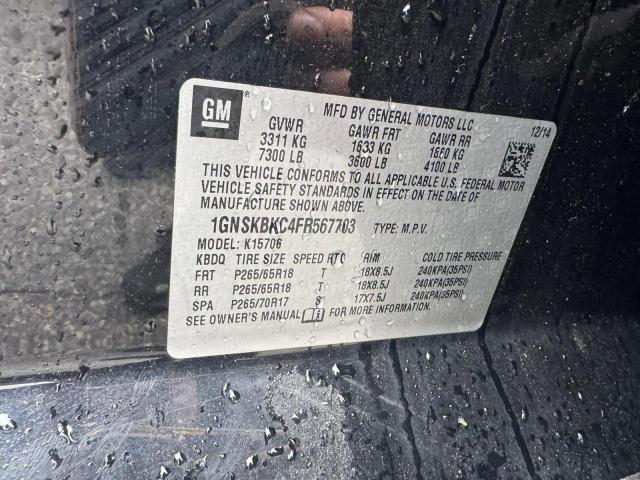 GM
MFD BY GENERAL MOTORS LLC
12/14
GVWR GAWR FRT GAWR RR
3311 KG 1633 KG 1860 KG
7300 LB 3600 LB 4100 LB
THIS VEHICLE CONFORMS TO ALL APPLICABLE U.S. FEDERAL MOTOR
VEHICLE SAFETY STANDARDS IN EFFECT ON THE DATE OF
MANUFACTURE SHOWN ABOVE.
1GNSKBKC4FR567703 TYPE: M.P.V.
MODEL: K15706
KBDQ TIRE SIZE SPEED RTG RIM COLD TIRE PRESSURE
FRT P265/65R18 T 18X8.5J 240KPA(35PSI)
RR P265/65R18 T 18X8.5J 240KPA(35PSI)
SPA P265/70R17 S 17X7.5J 240KPA(35PSI)
SEE OWNER'S MANUAL FOR MORE INFORMATION.